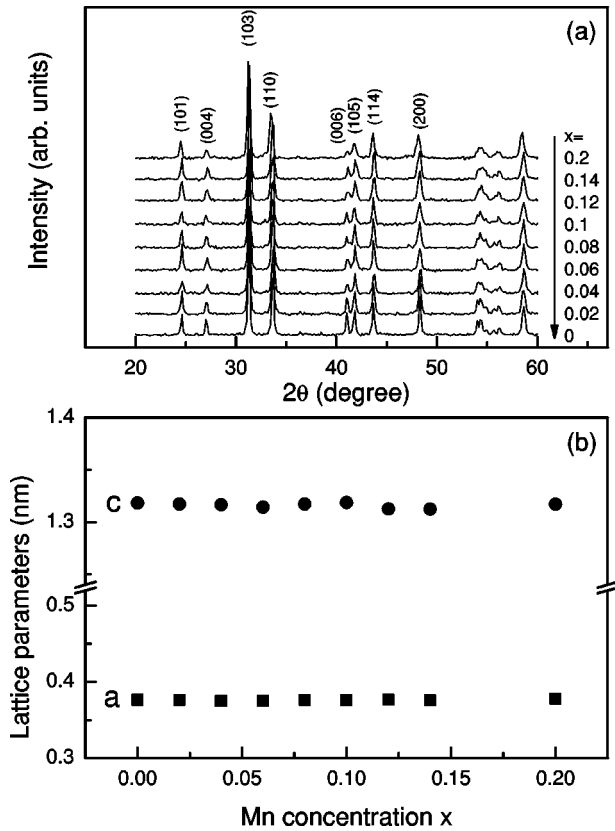 (a)
(103)
(110)
(101)
(004)
(006)
(105)
(114)
(200)
x=
0.2
0.14
0.12
0.1
0.08
0.06
0.04
0.02
0
Intensity (arb. units)
20 30 40 50 60
2θ (degree)
(b)
1.4
c
1.3
0.5
0.4
a
0.3
Lattice parameters (nm)
0.00 0.05 0.10 0.15 0.20
Mn concentration x